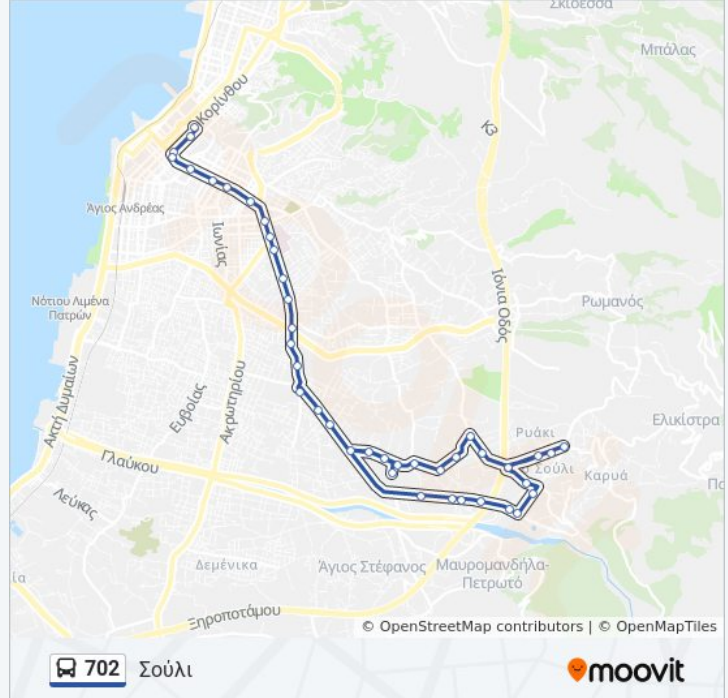 Σκιόεσσα
Μπάλας
Κορίνθου
Κ3
Άγιος Ανδρέας
Ιωνίας
Ιόνια Οδός
Νότιου Λιμένα
Πατρών
Ρωμανός
Ακτή Δυμαίων
Ευβοίας
Ακρωτηρίου
Ελικίστρα
Ρυάκι
Σούλι
Καρυά
Γλαύκου
Λεύκας
Δεμένικα
Άγιος Στέφανος
Μαυρομανδήλα-
Πετρωτό
Ξηροποτάμου
© OpenStreetMap contributors | © OpenMapTiles
702 Σούλι
moovit